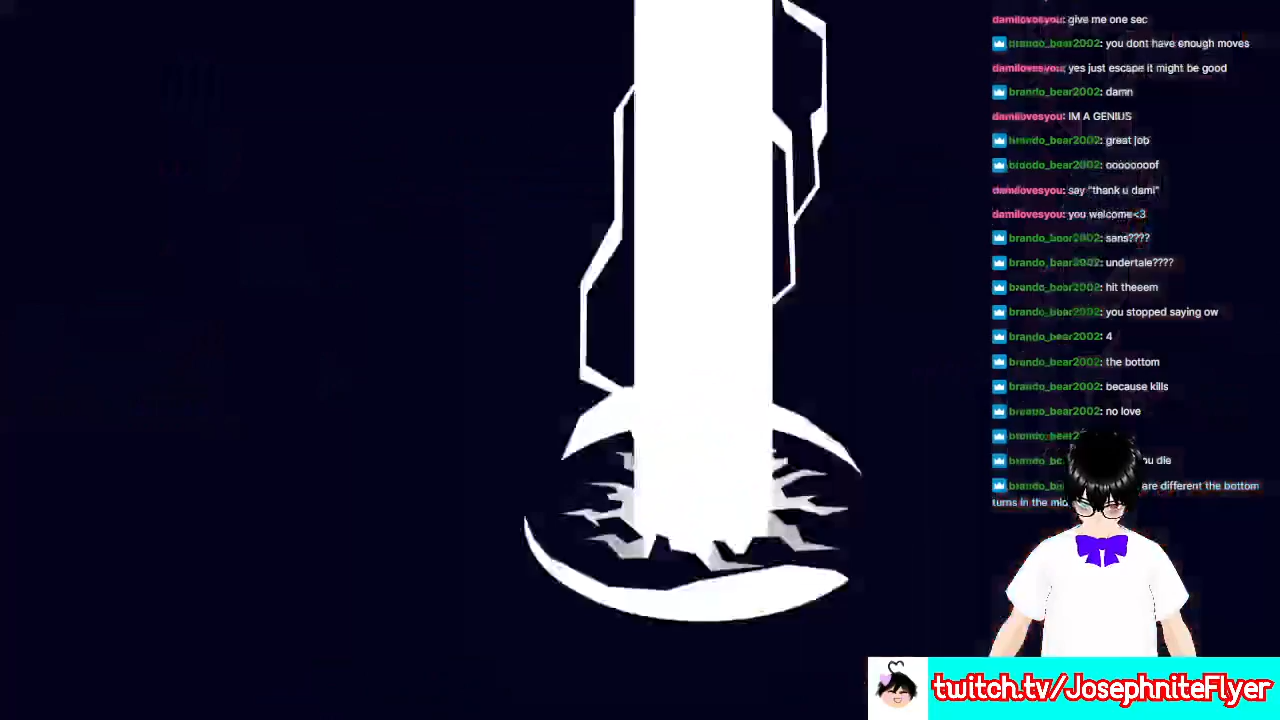 damilovesyou: give me one sec
brando_bear2002: you dont have enough moves
damilovesyou: yes just escape it might be good
brando_bear2002: damn
damilovesyou: IM A GENIUS
brando_bear2002: great job
brando_bear2002: oooooooof
damilovesyou: say "thank u dami"
damilovesyou: you welcome<3
brando_bear2002: sans????
brando_bear2002: undertale????
brando_bear2002: hit theeem
brando_bear2002: you stopped saying ow
brando_bear2002: 4
brando_bear2002: the bottom
brando_bear2002: because kills
brando_bear2002: no love
ou die
are different the bottom
turns in the
twitch.tv/JosephniteFlyer